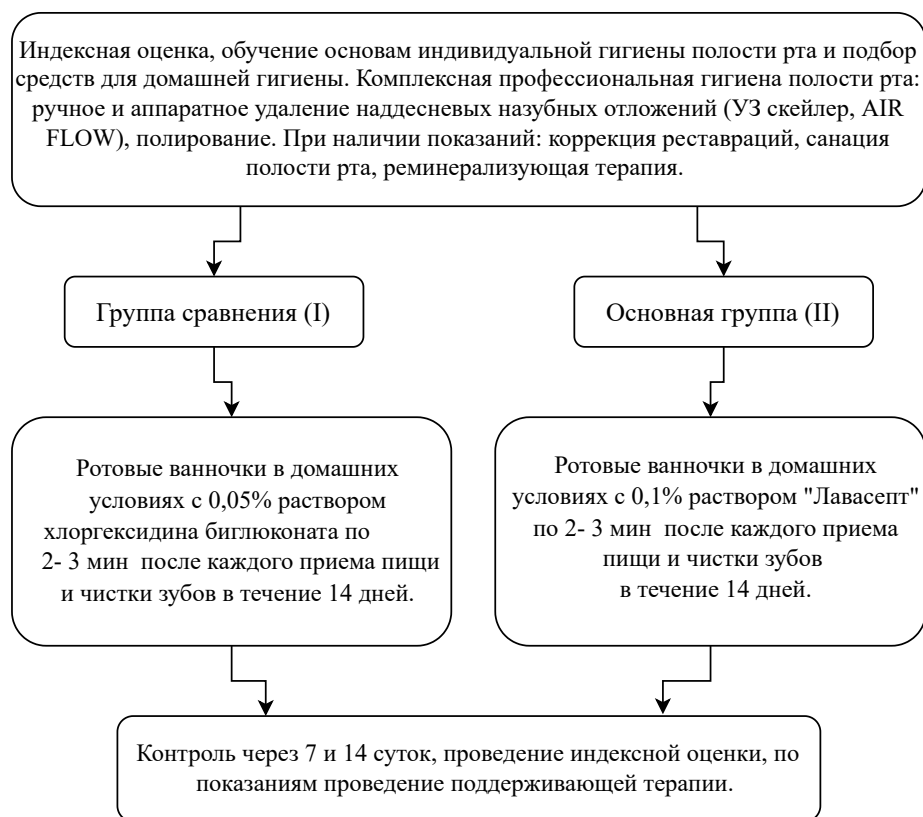 Индексная оценка, обучение основам индивидуальной гигиены полости рта и подбор
средств для домашней гигиены. Комплексная профессиональная гигиена полости рта:
ручное и аппаратное удаление наддесневых назубных отложений (УЗ скейлер, AIR
FLOW), полирование. При наличии показаний: коррекция реставраций, санация
полости рта, реминерализующая терапия.
Группа сравнения (I)
Основная группа (II)
Ротовые ванночки в домашних
условиях с 0,05% раствором
хлоргексидина биглюконата по
2- 3 мин  после каждого приема пищи
и чистки зубов в течение 14 дней.
Ротовые ванночки в домашних
условиях с 0,1% раствором "Лавасепт"
по 2- 3 мин  после каждого приема
пищи и чистки зубов
в течение 14 дней.
Контроль через 7 и 14 суток, проведение индексной оценки, по
показаниям проведение поддерживающей терапии.